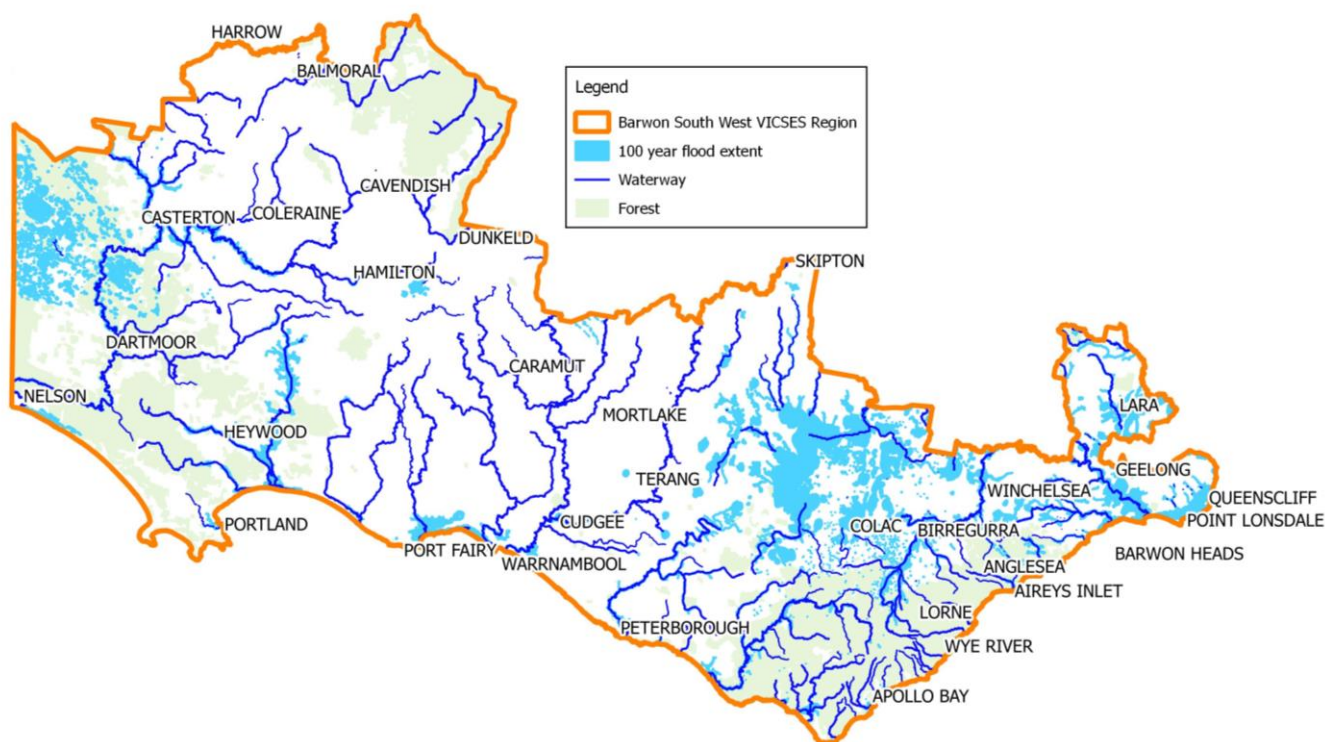 HARROW
BALMORAL
Legend
Barwon South West VICSES Region
100 year flood extent
Waterway
Forest
CAVENDISH
CASTERTON
COLERAINE
DUNKELD
HAMILTON
SKIPTON
DARTMOOR
CARAMUT
NELSON
MORTLAKE
LARA
HEYWOOD
GEELONG
TERANG
WINCHELSEA
QUEENSCLIFF
PORTLAND
CUDGEE
COLAC
BIRREGURRA
POINT LONSDALE
PORT FAIRY
WARRNAMBOOL
BARWON HEADS
ANGLESEA
AIREYS INLET
LORNE
PETERBOROUGH
WYE RIVER
APOLLO BAY